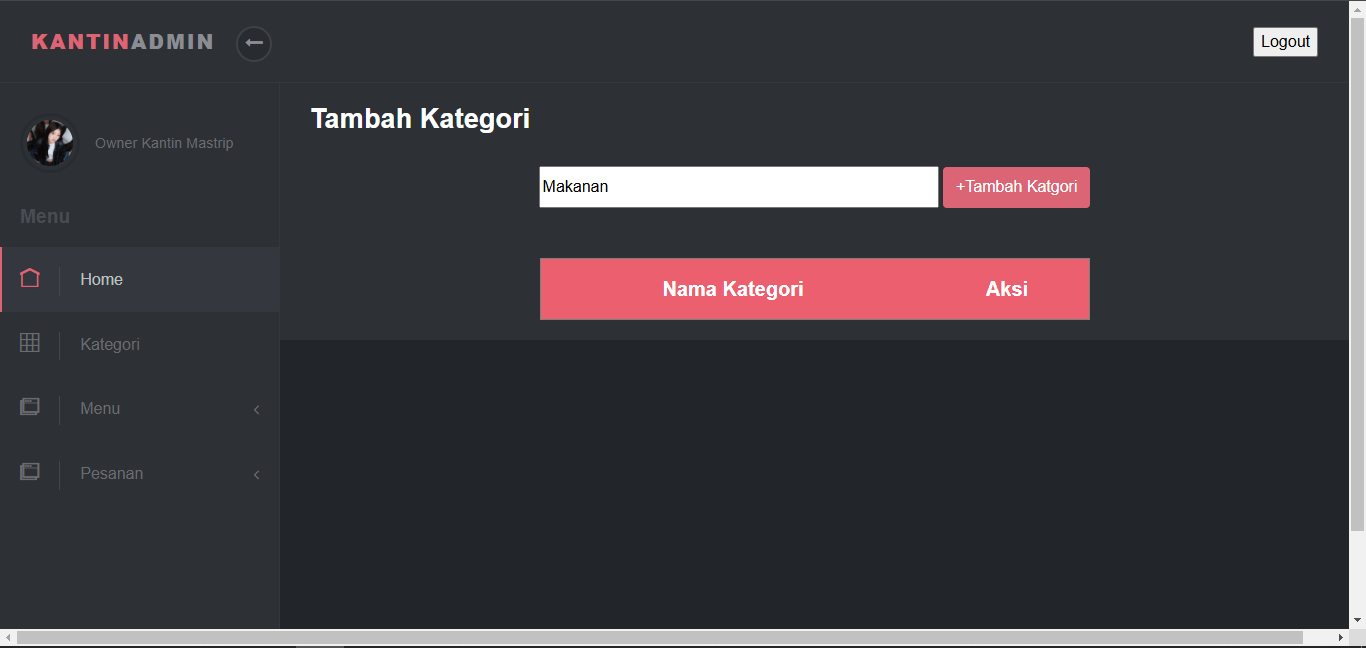 KANTINADMIN
Logout
Owner Kantin Mastrip
Menu
Home
Kategori
Menu
Pesanan
Tambah Kategori
Makanan
+Tambah Katgori
Nama Kategori Aksi